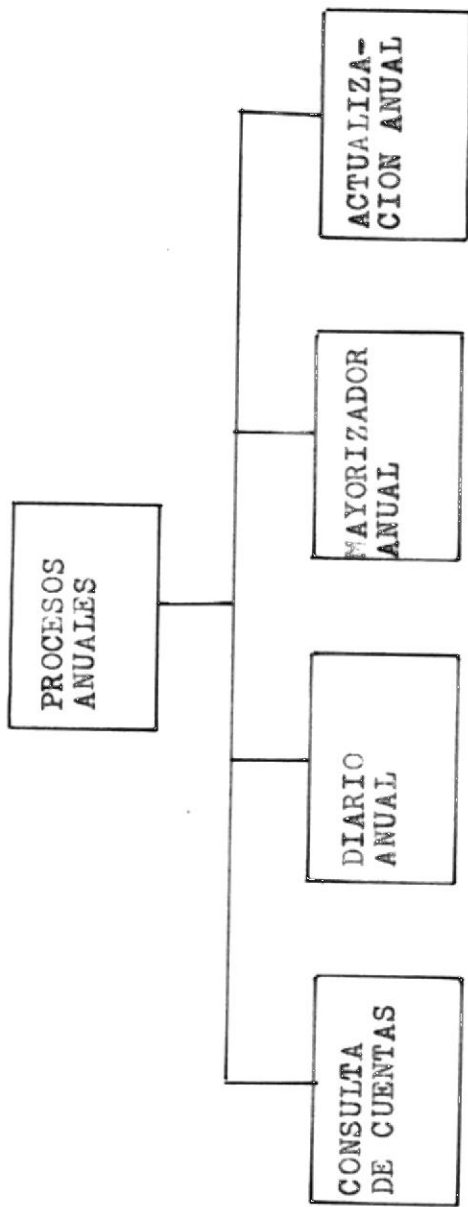 PROCESOS
ANUALES
CONSULTA
DE CUENTAS
DIARIO
ANUAL
MAYORIZADOR
ANUAL
ACTUALIZA-
CION ANUAL